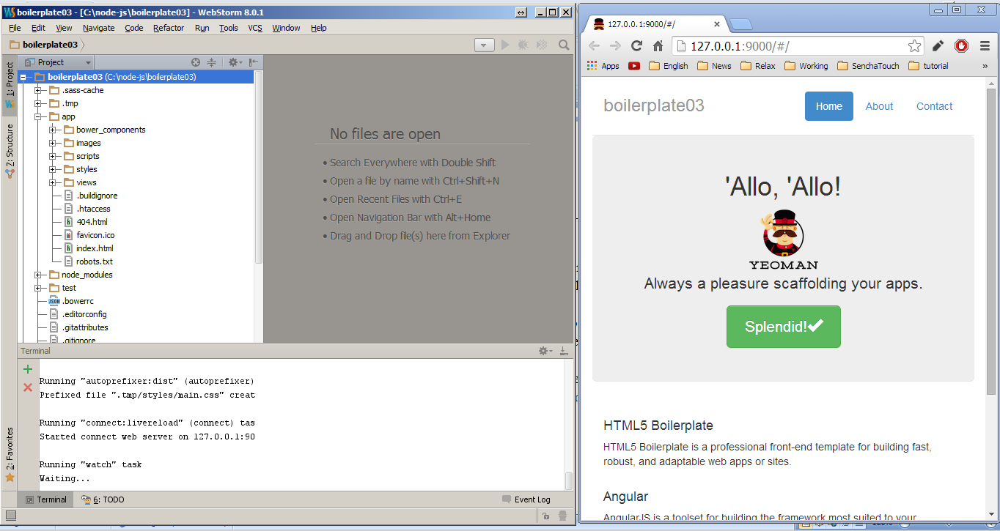 boilerplate03 - [C:\node-js\boilerplate03] - WebStorm 8.0.1
File Edit View Navigate Code Refactor Run Tools VCS Window Help
boilerplate03
1: Project
Z: Structure
2: Favorites
Project
boilerplate03 (C:\node-js\boilerplate03)
.sass-cache
.tmp
app
bower_components
images
scripts
styles
views
.buildignore
.htaccess
404.html
favicon.ico
index.html
robots.txt
node_modules
test
.bowerrc
.editorconfig
.gitattributes
.gitignore
No files are open
• Search Everywhere with Double Shift
• Open a file by name with Ctrl+Shift+N
• Open Recent Files with Ctrl+E
• Open Navigation Bar with Alt+Home
• Drag and Drop file(s) here from Explorer
Terminal
Running "autoprefixer:dist" (autoprefixer)
Prefixed file ".tmp/styles/main.css" creat
Running "connect:livereload" (connect) tas
Started connect web server on 127.0.0.1:90
Running "watch" task
Waiting...
Terminal 6: TODO Event Log
127.0.0.1:9000/#/
127.0.0.1:9000/#/
Apps English News Relax Working SenchaTouch tutorial »
boilerplate03 Home About Contact
'Allo, 'Allo!
YEOMAN
Always a pleasure scaffolding your apps.
Splendid!
HTML5 Boilerplate
HTML5 Boilerplate is a professional front-end template for building fast,
robust, and adaptable web apps or sites.
Angular
AngularJS is a toolset for building the framework most suited to your